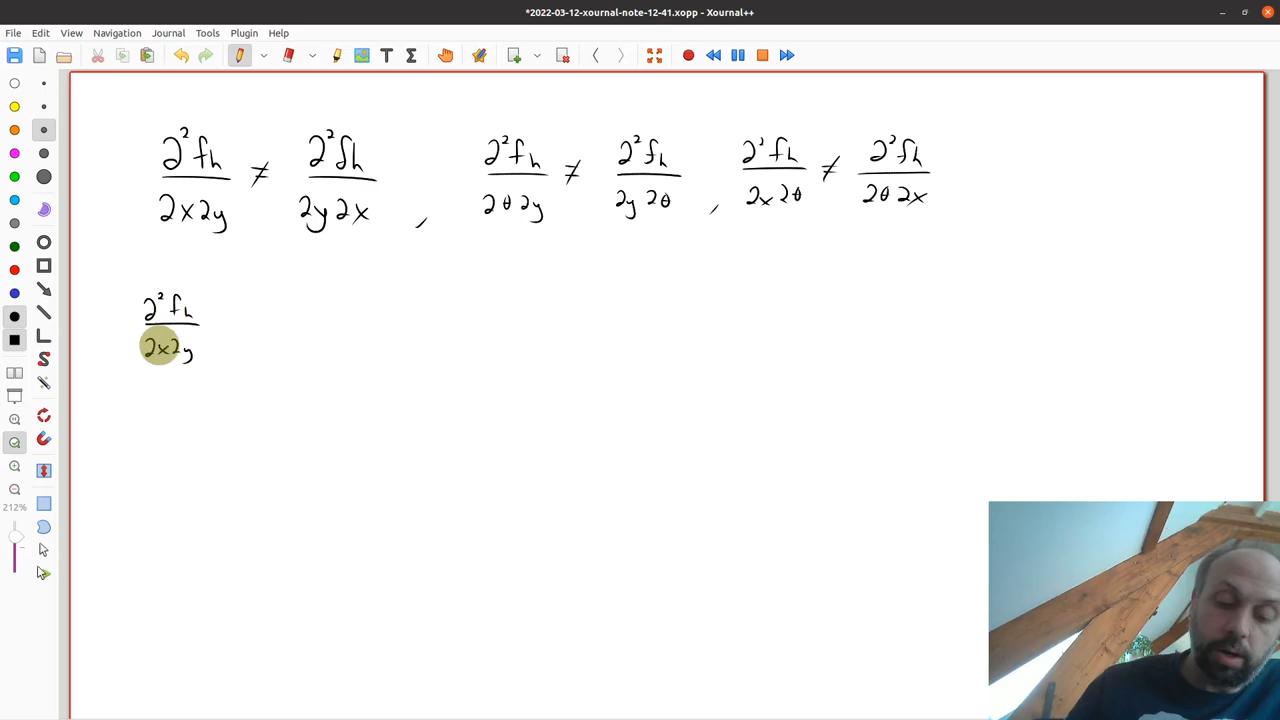 *2022-03-12-xournal-note-12-41.xopp - Xournal++
File Edit View Navigation Journal Tools Plugin Help
∂²fₕ/∂x∂y ≠ ∂²fₕ/∂y∂x , ∂²fₕ/∂θ∂y ≠ ∂²fₕ/∂y∂θ , ∂²fₕ/∂x∂θ ≠ ∂²fₕ/∂θ∂x
∂²fₕ/∂x∂y
212%